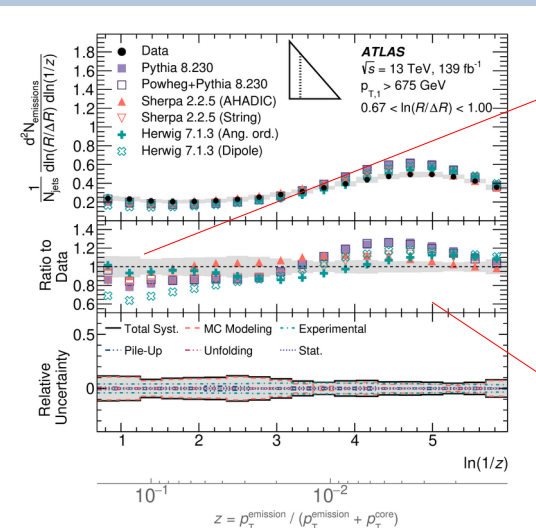 1.8
1.6
1.4
1.2
1
0.8
0.6
0.4
0.2
1/N_jets d²N_emissions / dln(R/ΔR) dln(1/z)
Data
Pythia 8.230
Powheg+Pythia 8.230
Sherpa 2.2.5 (AHADIC)
Sherpa 2.2.5 (String)
Herwig 7.1.3 (Ang. ord.)
Herwig 7.1.3 (Dipole)
ATLAS
√s = 13 TeV, 139 fb⁻¹
p_T,1 > 675 GeV
0.67 < ln(R/ΔR) < 1.00
Ratio to
Data
1.4
1.2
1
0.8
0.6
Relative
Uncertainty
0.5
0
Total Syst. MC Modeling Experimental
Pile-Up Unfolding Stat.
1 2 3 4 5
ln(1/z)
10⁻¹ 10⁻²
z = p_T^emission / (p_T^emission + p_T^core)